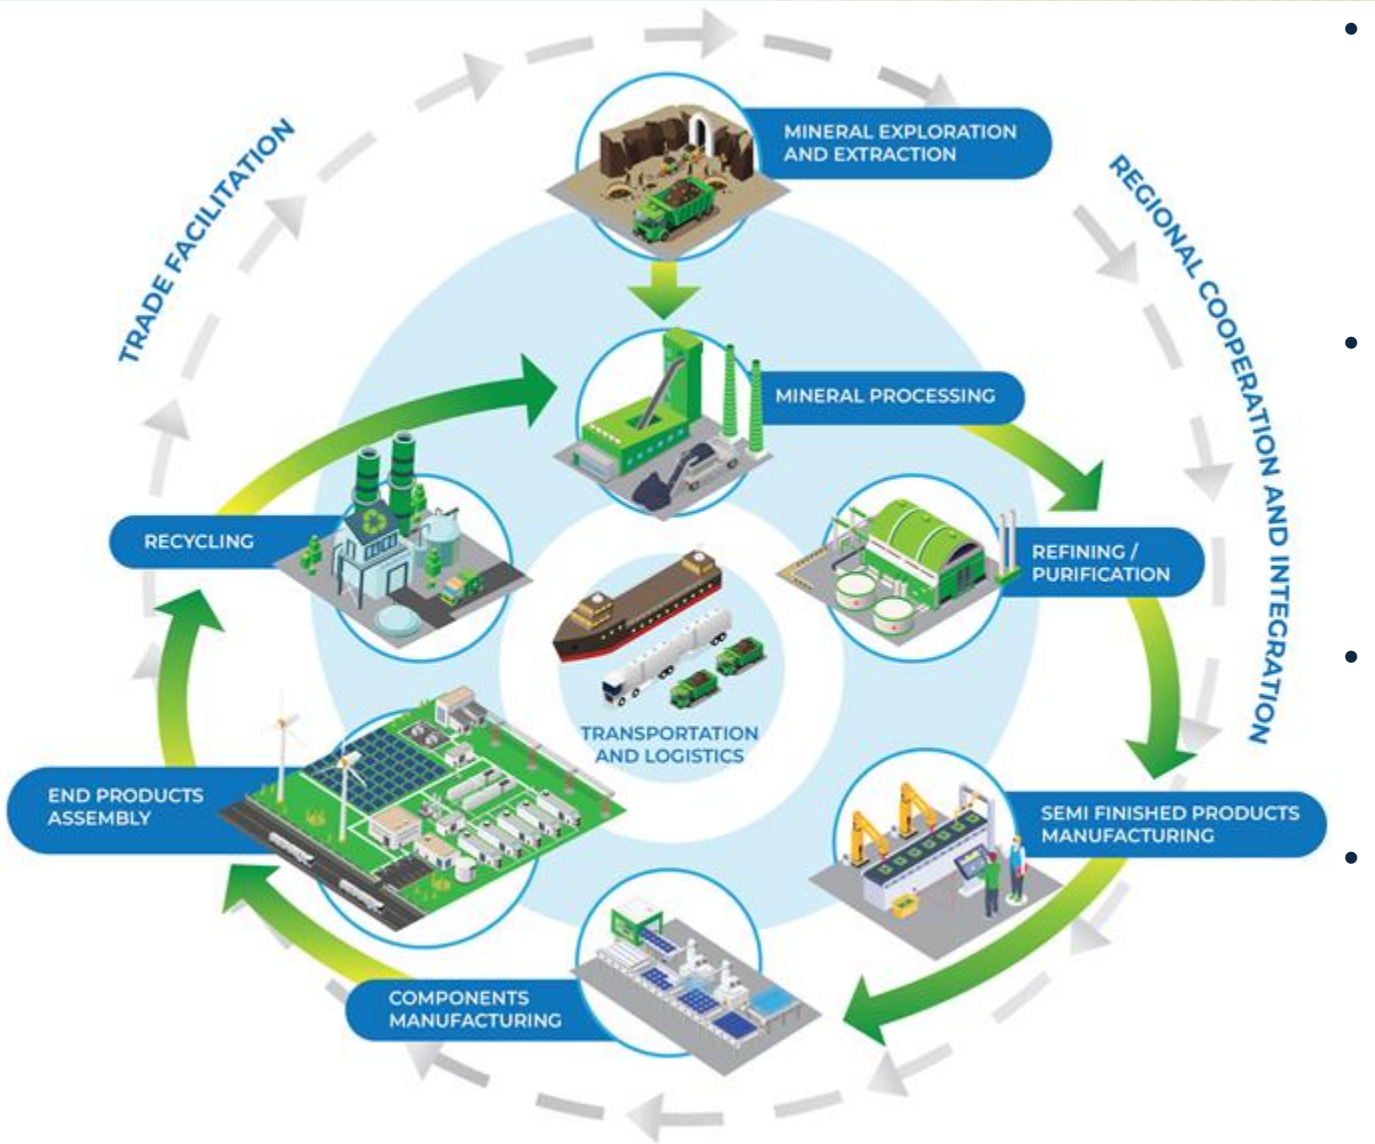 MINERAL EXPLORATION
AND EXTRACTION
TRADE FACILITATION
REGIONAL COOPERATION AND INTEGRATION
MINERAL PROCESSING
RECYCLING
REFINING /
PURIFICATION
TRANSPORTATION
AND LOGISTICS
END PRODUCTS
ASSEMBLY
SEMI FINISHED PRODUCTS
MANUFACTURING
COMPONENTS
MANUFACTURING